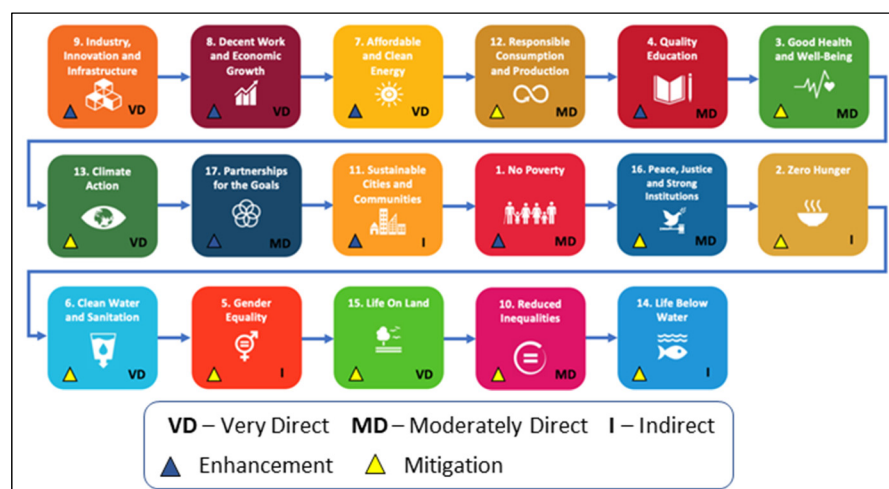 9. Industry,
Innovation and
Infrastructure
VD
8. Decent Work
and Economic
Growth
VD
7. Affordable
and Clean
Energy
VD
12. Responsible
Consumption
and Production
MD
4. Quality
Education
MD
3. Good Health
and Well-Being
MD
13. Climate
Action
VD
17. Partnerships
for the Goals
MD
11. Sustainable
Cities and
Communities
I
1. No Poverty
MD
16. Peace, Justice
and Strong
Institutions
MD
2. Zero Hunger
I
6. Clean Water
and Sanitation
VD
5. Gender
Equality
I
15. Life On Land
VD
10. Reduced
Inequalities
MD
14. Life Below
Water
I
VD – Very Direct MD – Moderately Direct I – Indirect
Enhancement Mitigation